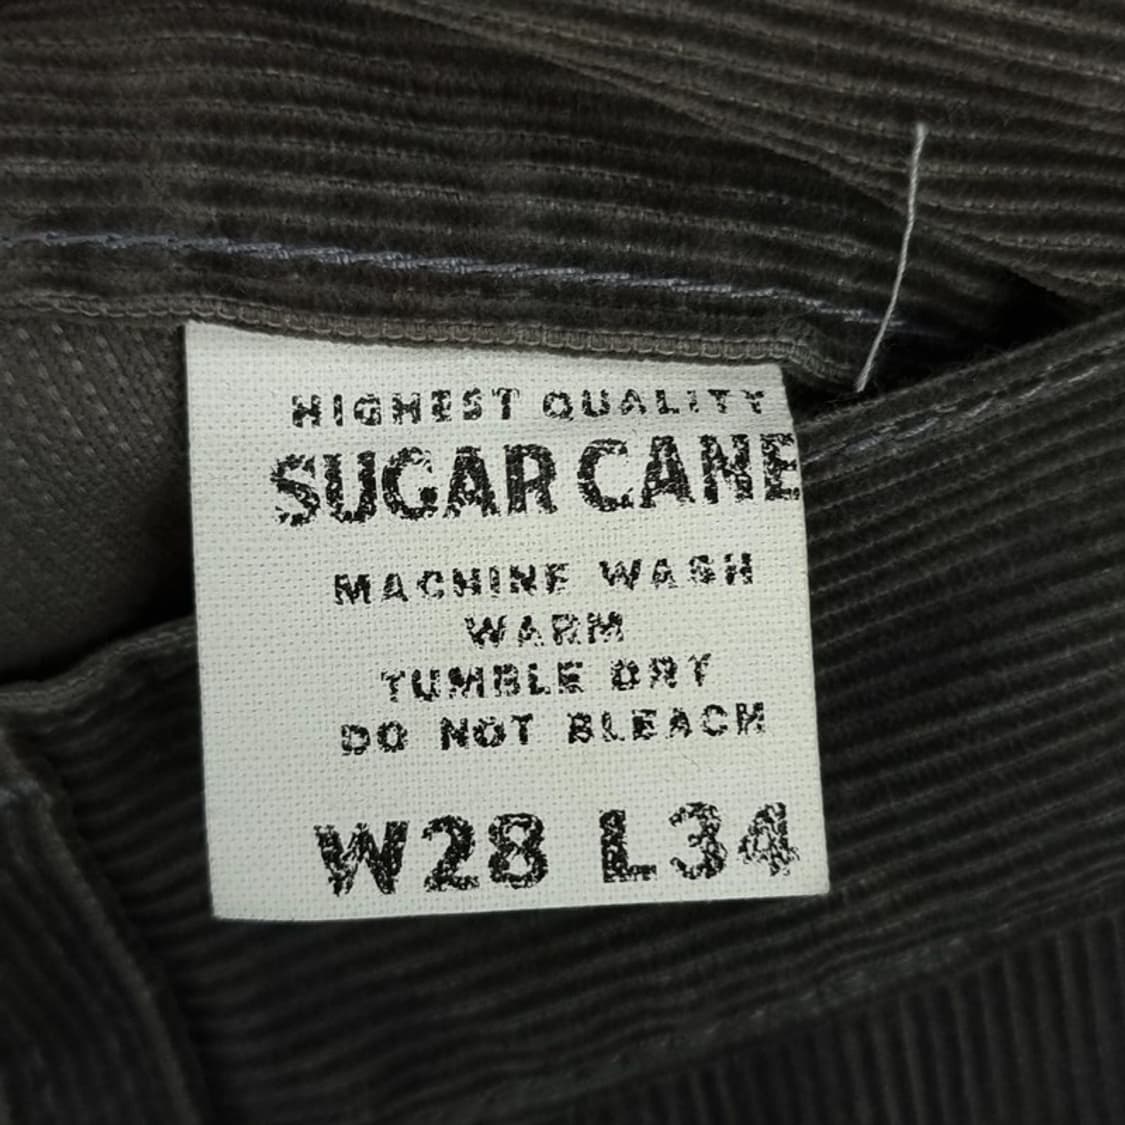 HIGHEST QUALITY
SUGAR CANE
MACHINE WASH
WARM
TUMBLE DRY
DO NOT BLEACH
W28 L34